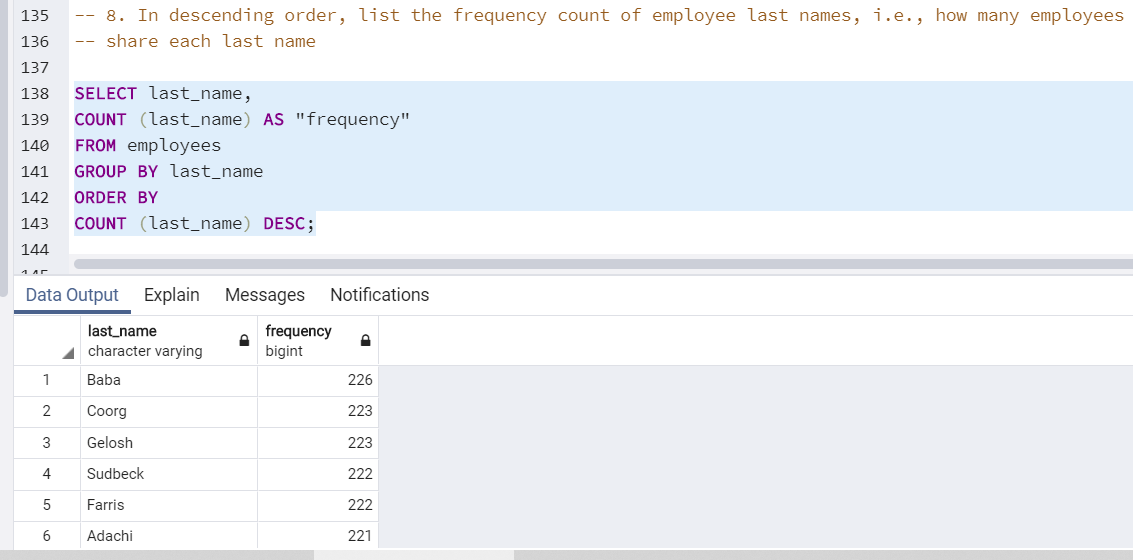 135 -- 8. In descending order, list the frequency count of employee last names, i.e., how many employees
136 -- share each last name
137
138 SELECT last_name,
139 COUNT (last_name) AS "frequency"
140 FROM employees
141 GROUP BY last_name
142 ORDER BY
143 COUNT (last_name) DESC;
144
Data Output Explain Messages Notifications
last_name frequency
character varying bigint
1 Baba 226
2 Coorg 223
3 Gelosh 223
4 Sudbeck 222
5 Farris 222
6 Adachi 221